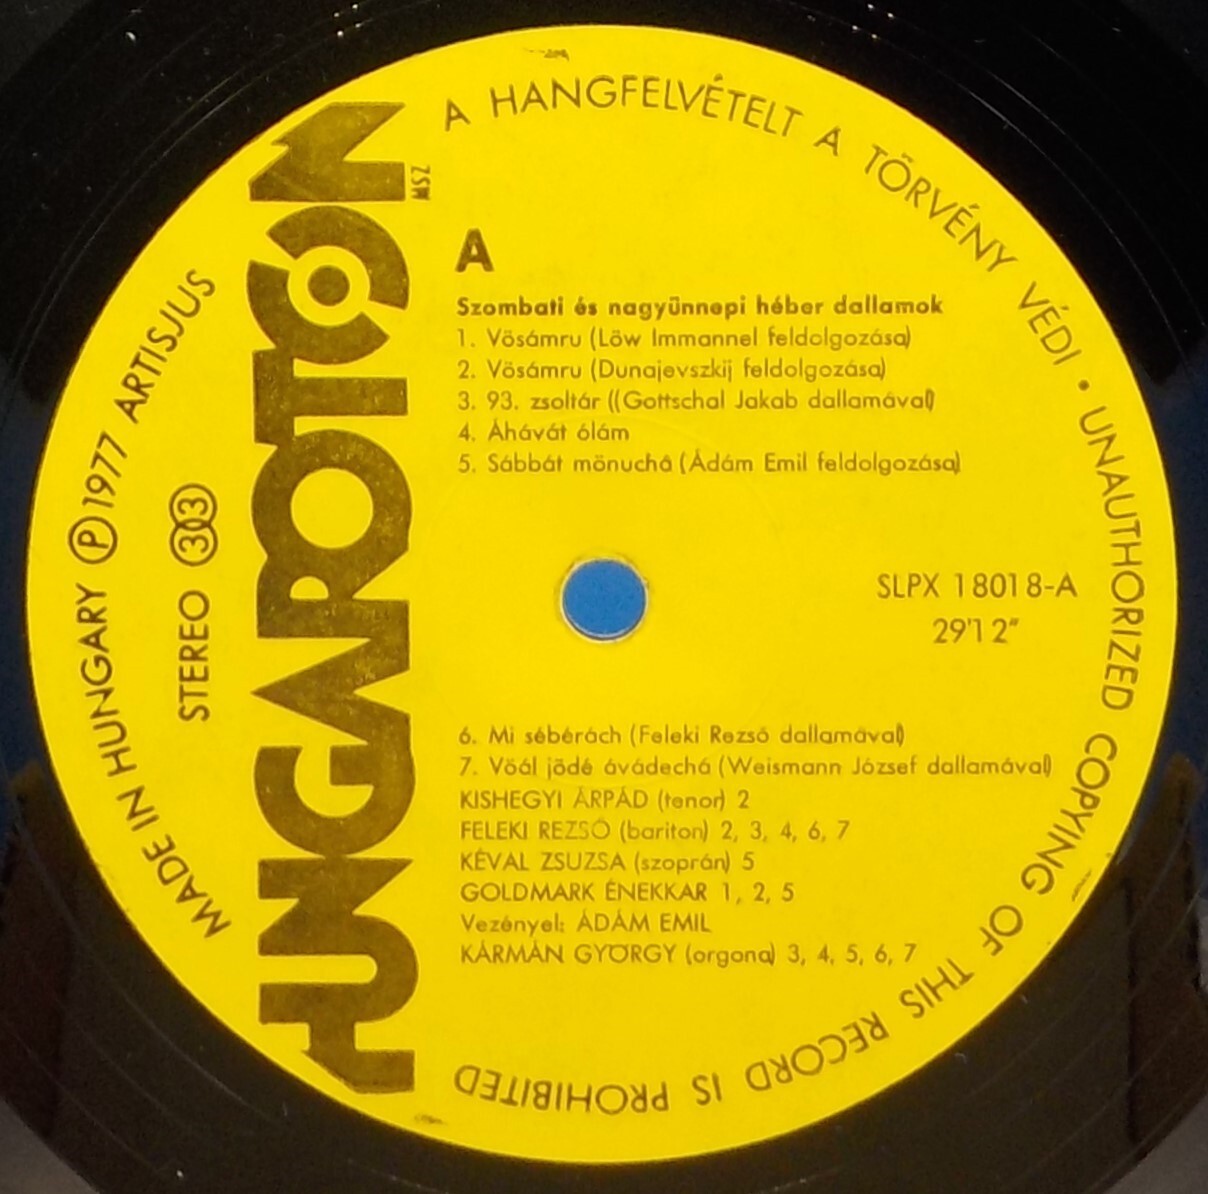 HUNGAROTON
MSZ
A HANGFELVÉTELT A TÖRVÉNY VÉDI • UNAUTHORIZED COPYING OF THIS RECORD IS PROHIBITED
MADE IN HUNGARY Ⓟ 1977 ARTISJUS
STEREO 33
A
Szombati és nagyünnepi héber dallamok
1. Vösámru (Löw Immannel feldolgozása)
2. Vösámru (Dunajevszkij feldolgozása)
3. 93. zsoltár ((Gottschal Jakab dallamával)
4. Áhávát ólám
5. Sábbát mönuchá (Ádám Emil feldolgozása)
SLPX 18018-A
29'12"
6. Mi sébérách (Feleki Rezső dallamával)
7. Vöál jödé ávádechá (Weismann József dallamával)
KISHEGYI ÁRPÁD (tenor) 2
FELEKI REZSŐ (bariton) 2, 3, 4, 6, 7
KÉVAL ZSUZSA (szoprán) 5
GOLDMARK ÉNEKKAR 1, 2, 5
Vezényel: ÁDÁM EMIL
KÁRMÁN GYÖRGY (orgona) 3, 4, 5, 6, 7